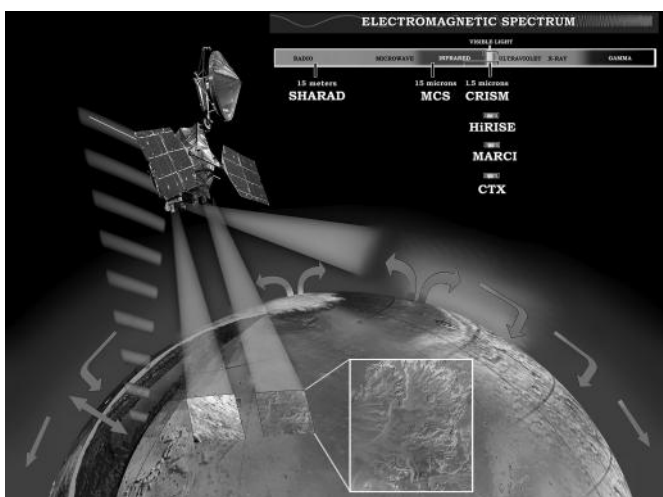 ELECTROMAGNETIC SPECTRUM
VISIBLE LIGHT
RADIO MICROWAVE INFRARED ULTRAVIOLET X-RAY GAMMA
15 meters 15 microns 1.5 microns
SHARAD MCS CRISM
HiRISE
MARCI
CTX